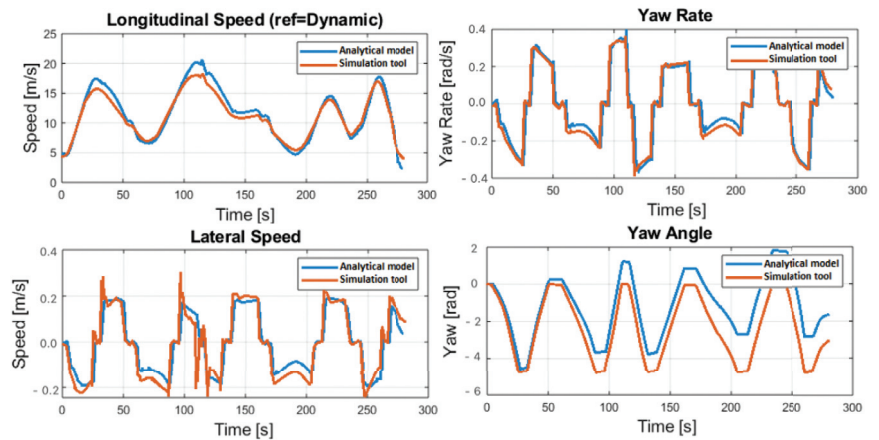 Longitudinal Speed (ref=Dynamic)
Speed [m/s]
25
20
15
10
5
0
Analytical model
Simulation tool
0 50 100 150 200 250 300
Time [s]
Yaw Rate
Yaw Rate [rad/s]
0.4
0.2
0.0
- 0.2
- 0.4
Analytical model
Simulation tool
0 50 100 150 200 250 300
Time [s]
Lateral Speed
Speed [m/s]
0.4
0.2
0.0
- 0.2
Analytical model
Simulation tool
0 50 100 150 200 250 300
Time [s]
Yaw Angle
Yaw [rad]
2
0
- 2
- 4
6
Analytical model
Simulation tool
0 50 100 150 200 250 300
Time [s]